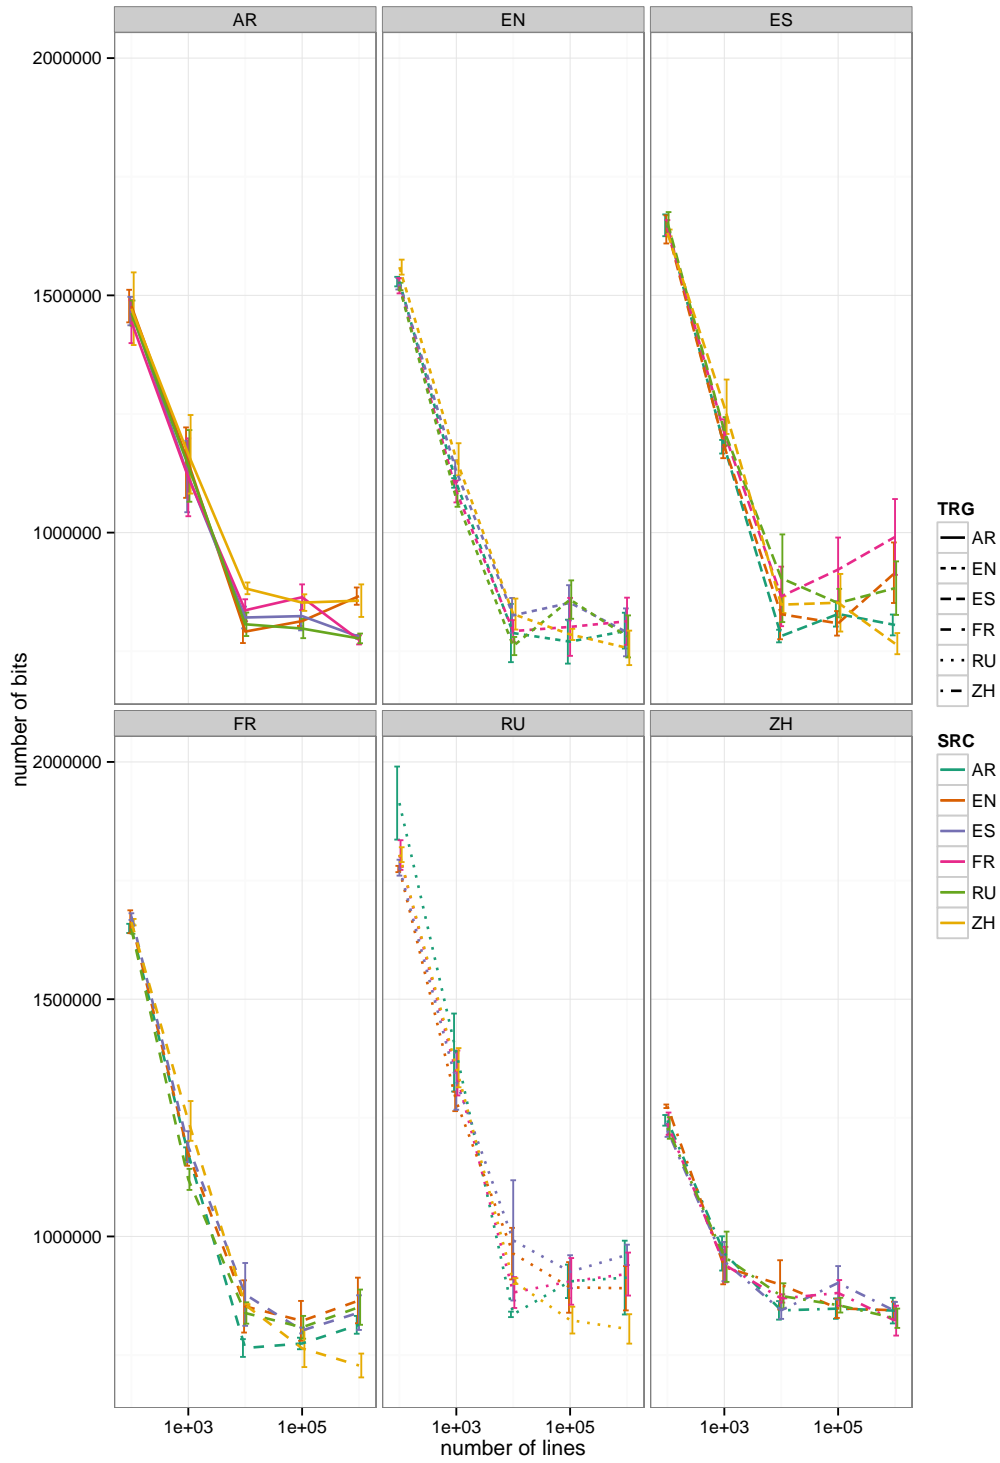 AR EN ES
2000000
1500000
1000000
number of bits
FR RU ZH
2000000
1500000
1000000
1e+03 1e+05 1e+03 1e+05 1e+03 1e+05
number of lines
TRG
AR
EN
ES
FR
RU
ZH
SRC
AR
EN
ES
FR
RU
ZH